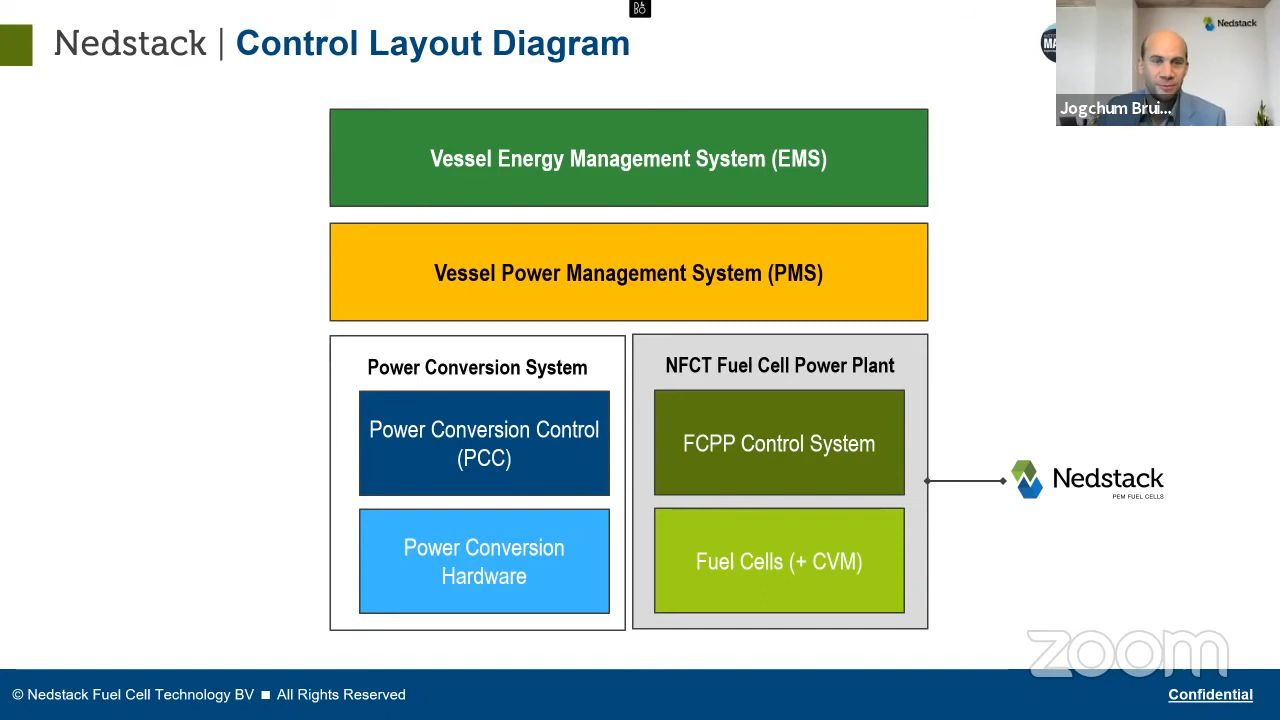 Nedstack | Control Layout Diagram
MA
Nedstack
Jogchum Brui...
Vessel Energy Management System (EMS)
Vessel Power Management System (PMS)
Power Conversion System
Power Conversion Control
(PCC)
Power Conversion
Hardware
NFCT Fuel Cell Power Plant
FCPP Control System
Fuel Cells (+ CVM)
Nedstack
PEM FUEL CELLS
zoom
© Nedstack Fuel Cell Technology BV ■ All Rights Reserved
Confidential